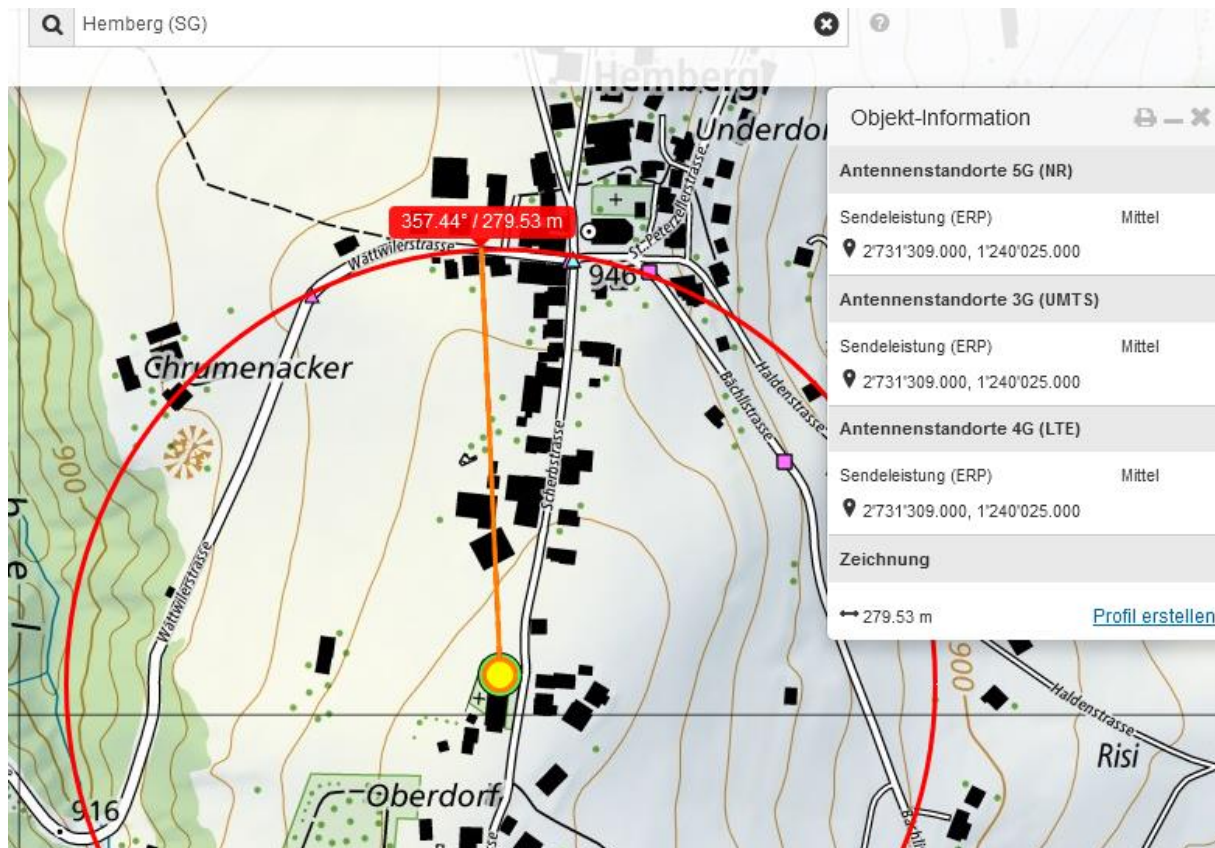 Hemberg (SG)
Hemberg
Underdor
Objekt-Information
Antennenstandorte 5G (NR)
Sendeleistung (ERP) Mittel
2'731'309.000, 1'240'025.000
Antennenstandorte 3G (UMTS)
Sendeleistung (ERP) Mittel
2'731'309.000, 1'240'025.000
Antennenstandorte 4G (LTE)
Sendeleistung (ERP) Mittel
2'731'309.000, 1'240'025.000
Zeichnung
279.53 m Profil erstellen
357.44° / 279.53 m
Wattwilerstrasse
St. Peterzellerstrasse
946
Chrumenacker
Bächlistrasse
Haldenstrasse
900
Scherbstrasse
Wattwilerstrasse
900
Haldenstrasse
Risi
Oberdorf
916